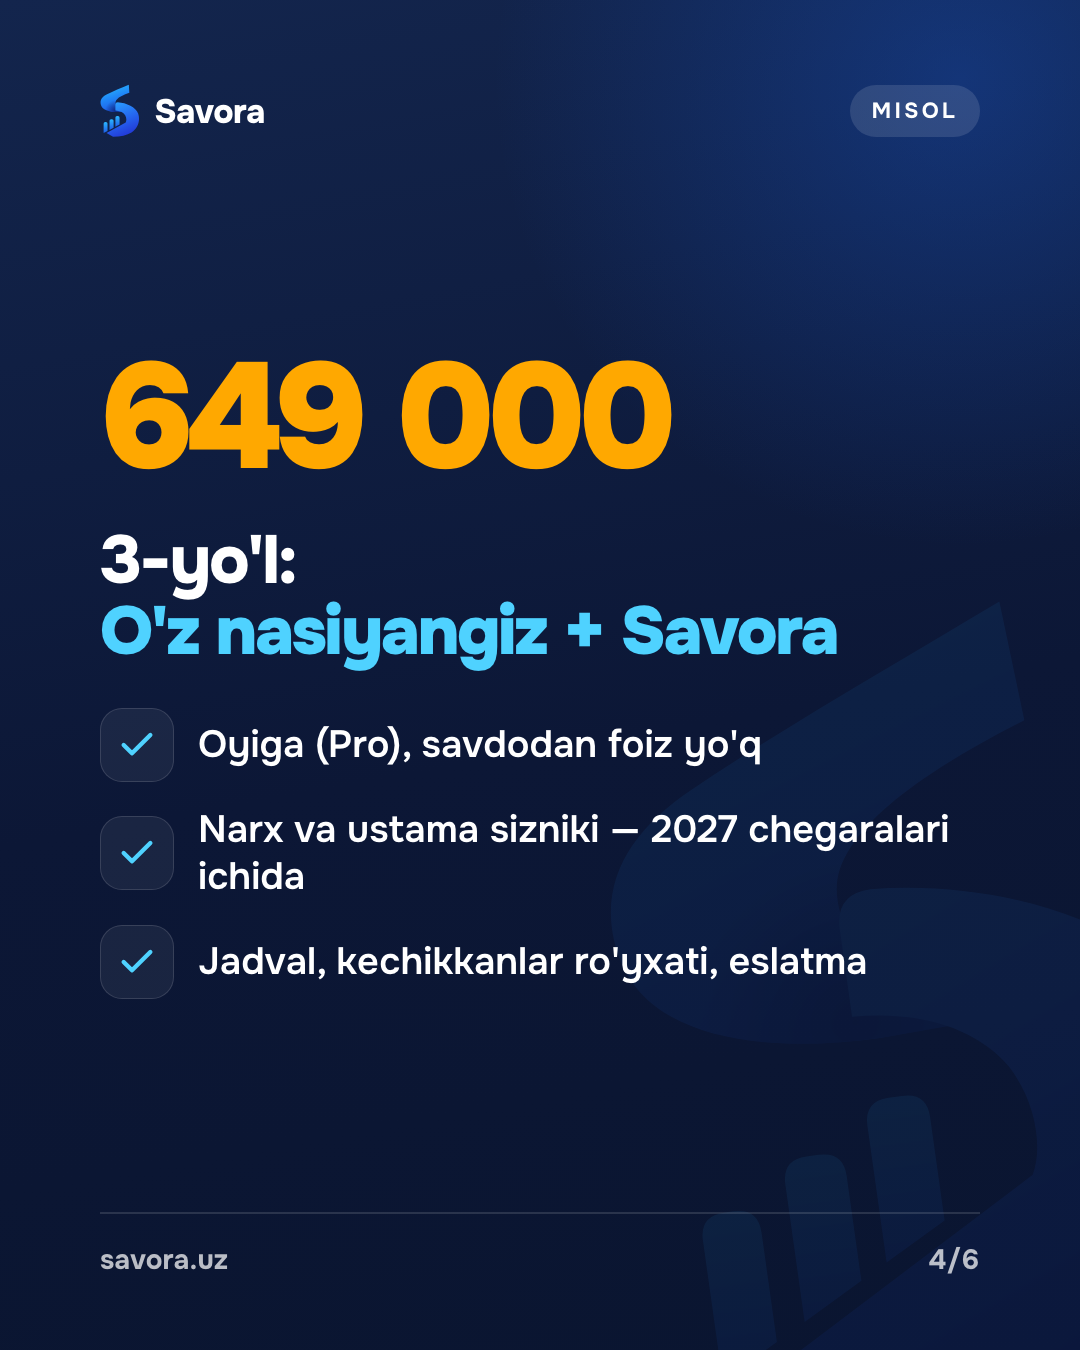 Savora
MISOL
649 000
3-yo'l:
O'z nasiyangiz + Savora
Oyiga (Pro), savdodan foiz yo'q
Narx va ustama sizniki — 2027 chegaralari
ichida
Jadval, kechikkanlar ro'yxati, eslatma
savora.uz
4/6